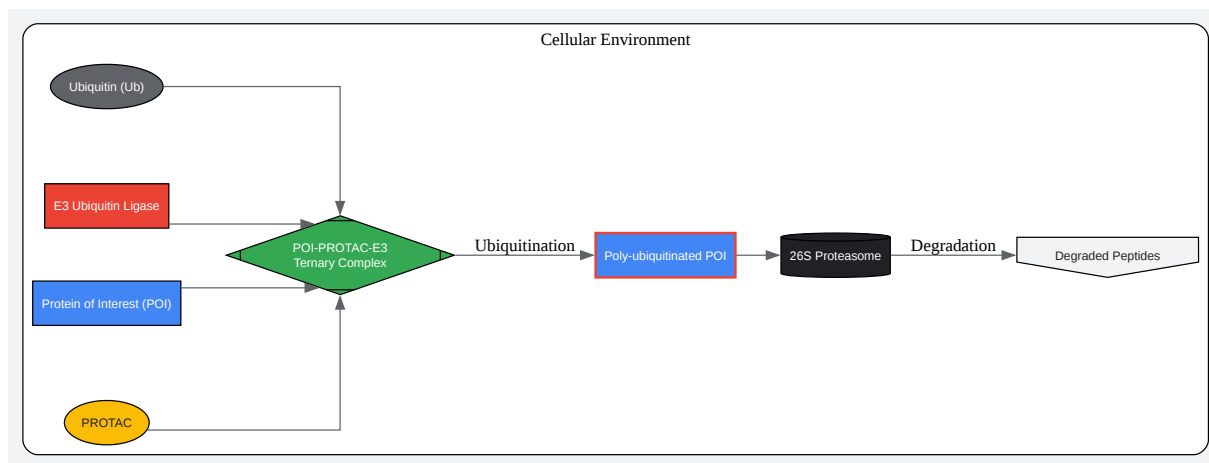 Cellular Environment
Ubiquitin (Ub)
E3 Ubiquitin Ligase
Protein of Interest (POI)
PROTAC
POI-PROTAC-E3
Ternary Complex
Ubiquitination
Poly-ubiquitinated POI
26S Proteasome
Degradation
Degraded Peptides